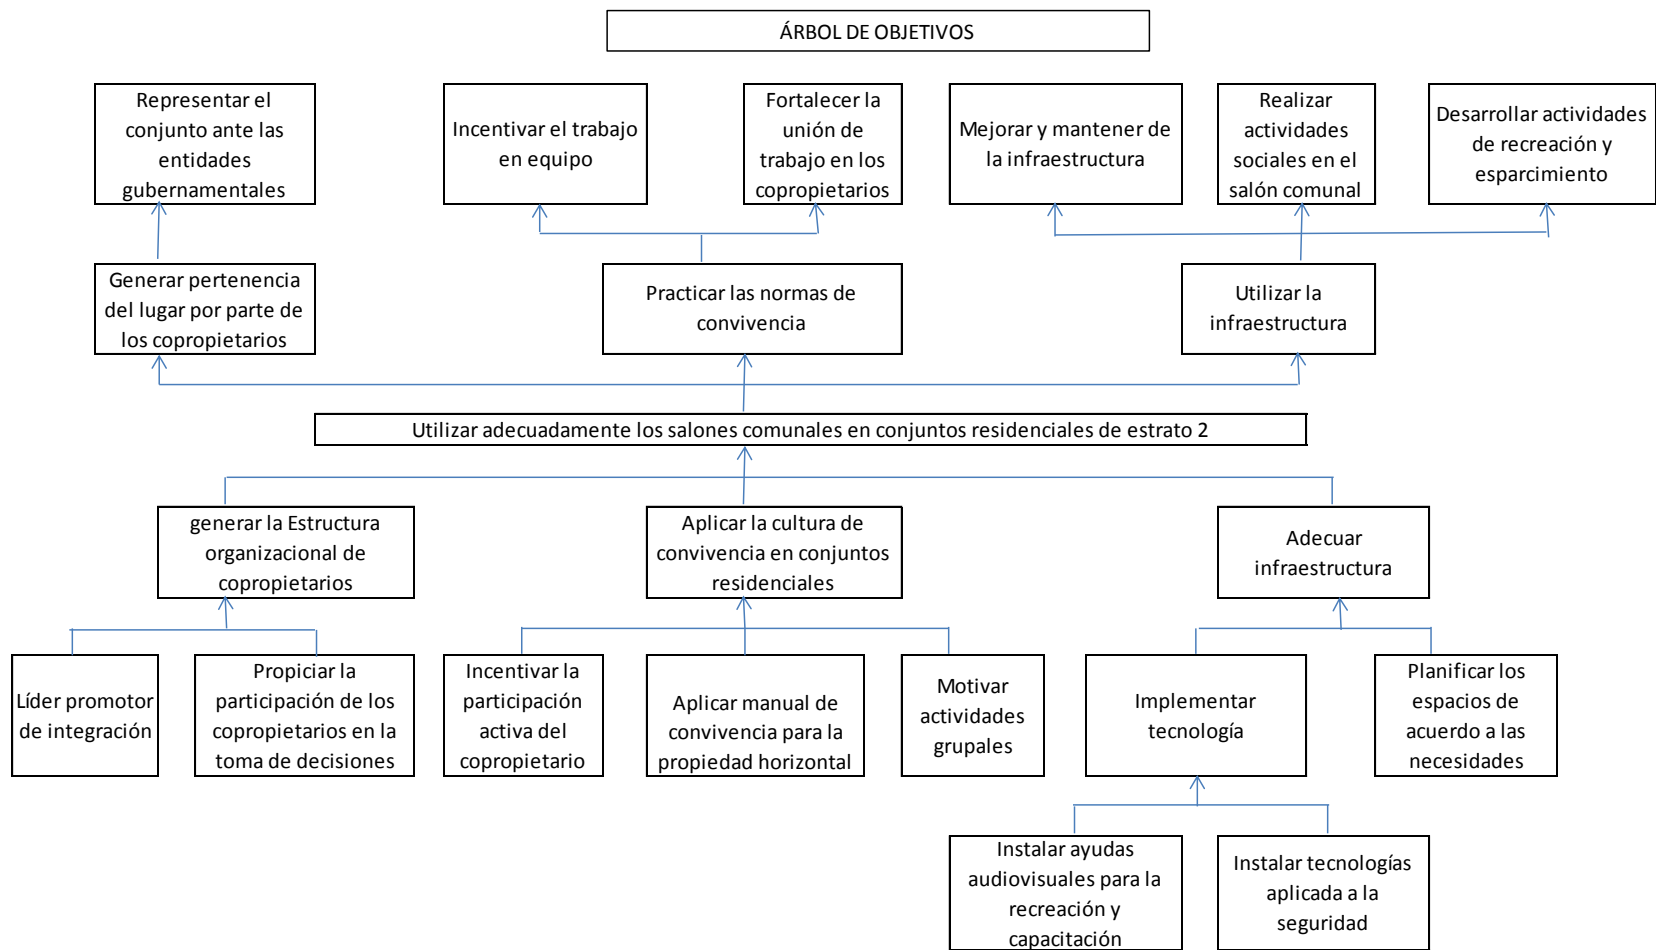 ÁRBOL DE OBJETIVOS
Representar el
conjunto ante las
entidades
gubernamentales
Incentivar el trabajo
en equipo
Fortalecer la
unión de
trabajo en los
copropietarios
Mejorar y mantener de
la infraestructura
Realizar
actividades
sociales en el
salón comunal
Desarrollar actividades
de recreación y
esparcimiento
Generar pertenencia
del lugar por parte de
los copropietarios
Practicar las normas de
convivencia
Utilizar la
infraestructura
Utilizar adecuadamente los salones comunales en conjuntos residenciales de estrato 2
generar la Estructura
organizacional de
copropietarios
Aplicar la cultura de
convivencia en conjuntos
residenciales
Adecuar
infraestructura
Líder promotor
de integración
Propiciar la
participación de los
copropietarios en la
toma de decisiones
Incentivar la
participación
activa del
copropietario
Aplicar manual de
convivencia para la
propiedad horizontal
Motivar
actividades
grupales
Implementar
tecnología
Planificar los
espacios de
acuerdo a las
necesidades
Instalar ayudas
audiovisuales para la
recreación y
capacitación
Instalar tecnologías
aplicada a la
seguridad